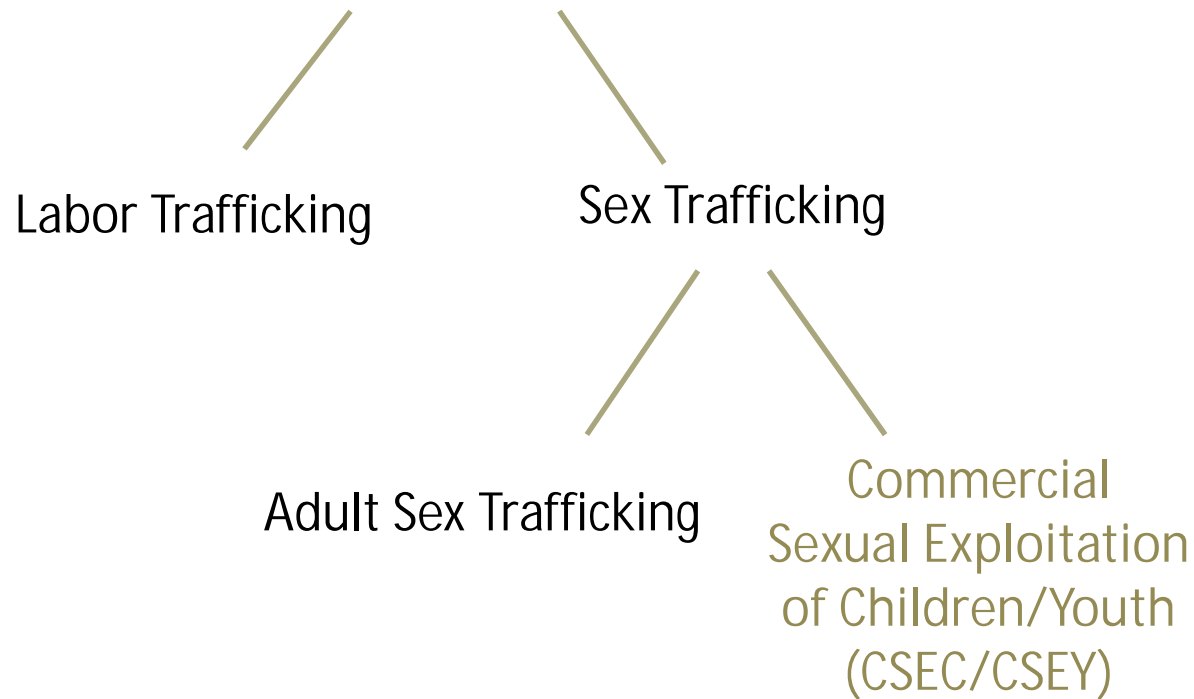 Labor Trafficking
Sex Trafficking
Adult Sex Trafficking
Commercial
Sexual Exploitation
of Children/Youth
(CSEC/CSEY)